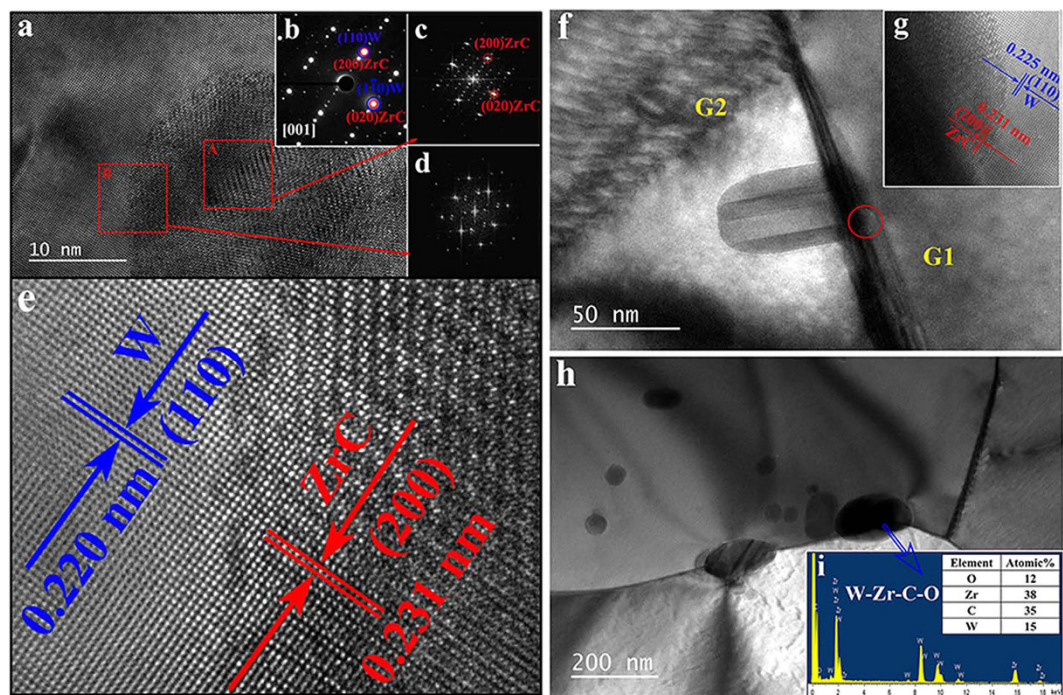 a
A
B
10 nm
b
(110)W
(200)ZrC
(11̄0)W
(020)ZrC
[001]
c
(200)ZrC
(020)ZrC
d
e
W
(110)
0.220 nm
ZrC
(200)
0.231 nm
f
G2
G1
50 nm
g
0.225 nm
(110)
W
0.231 nm
(200)
ZrC
h
200 nm
i
W-Zr-C-O
Element Atomic%
O 12
Zr 38
C 35
W 15